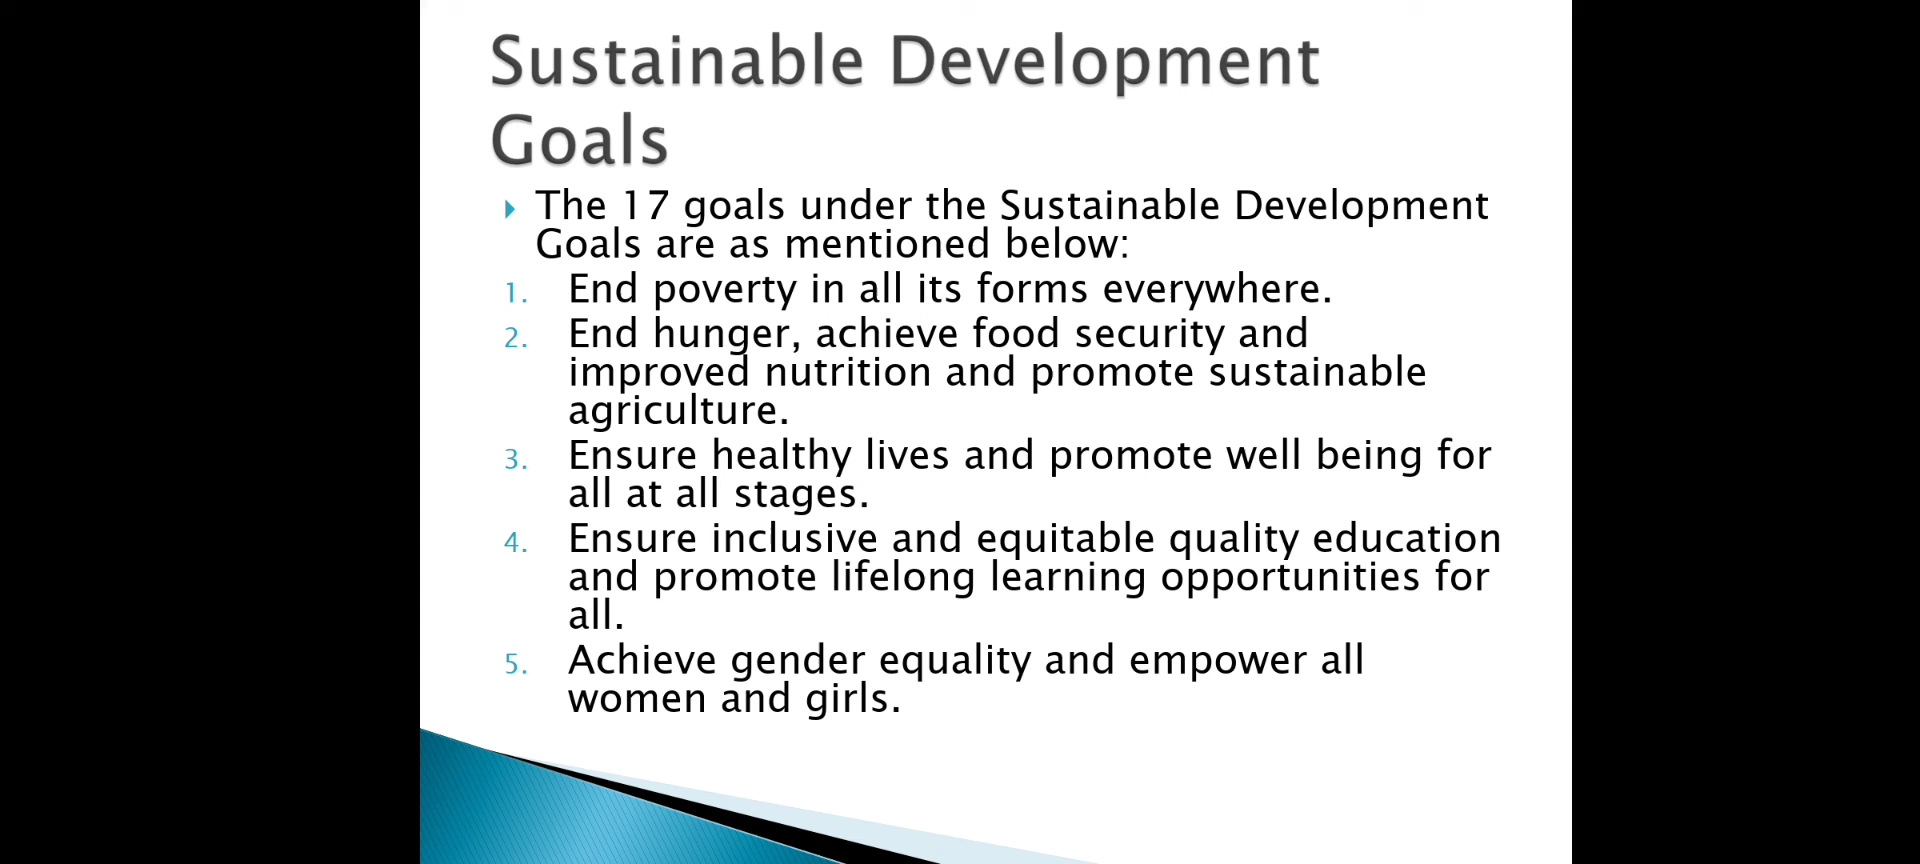 Sustainable Development
Goals
The 17 goals under the Sustainable Development
Goals are as mentioned below:
1. End poverty in all its forms everywhere.
2. End hunger, achieve food security and
improved nutrition and promote sustainable
agriculture.
3. Ensure healthy lives and promote well being for
all at all stages.
4. Ensure inclusive and equitable quality education
and promote lifelong learning opportunities for
all.
5. Achieve gender equality and empower all
women and girls.